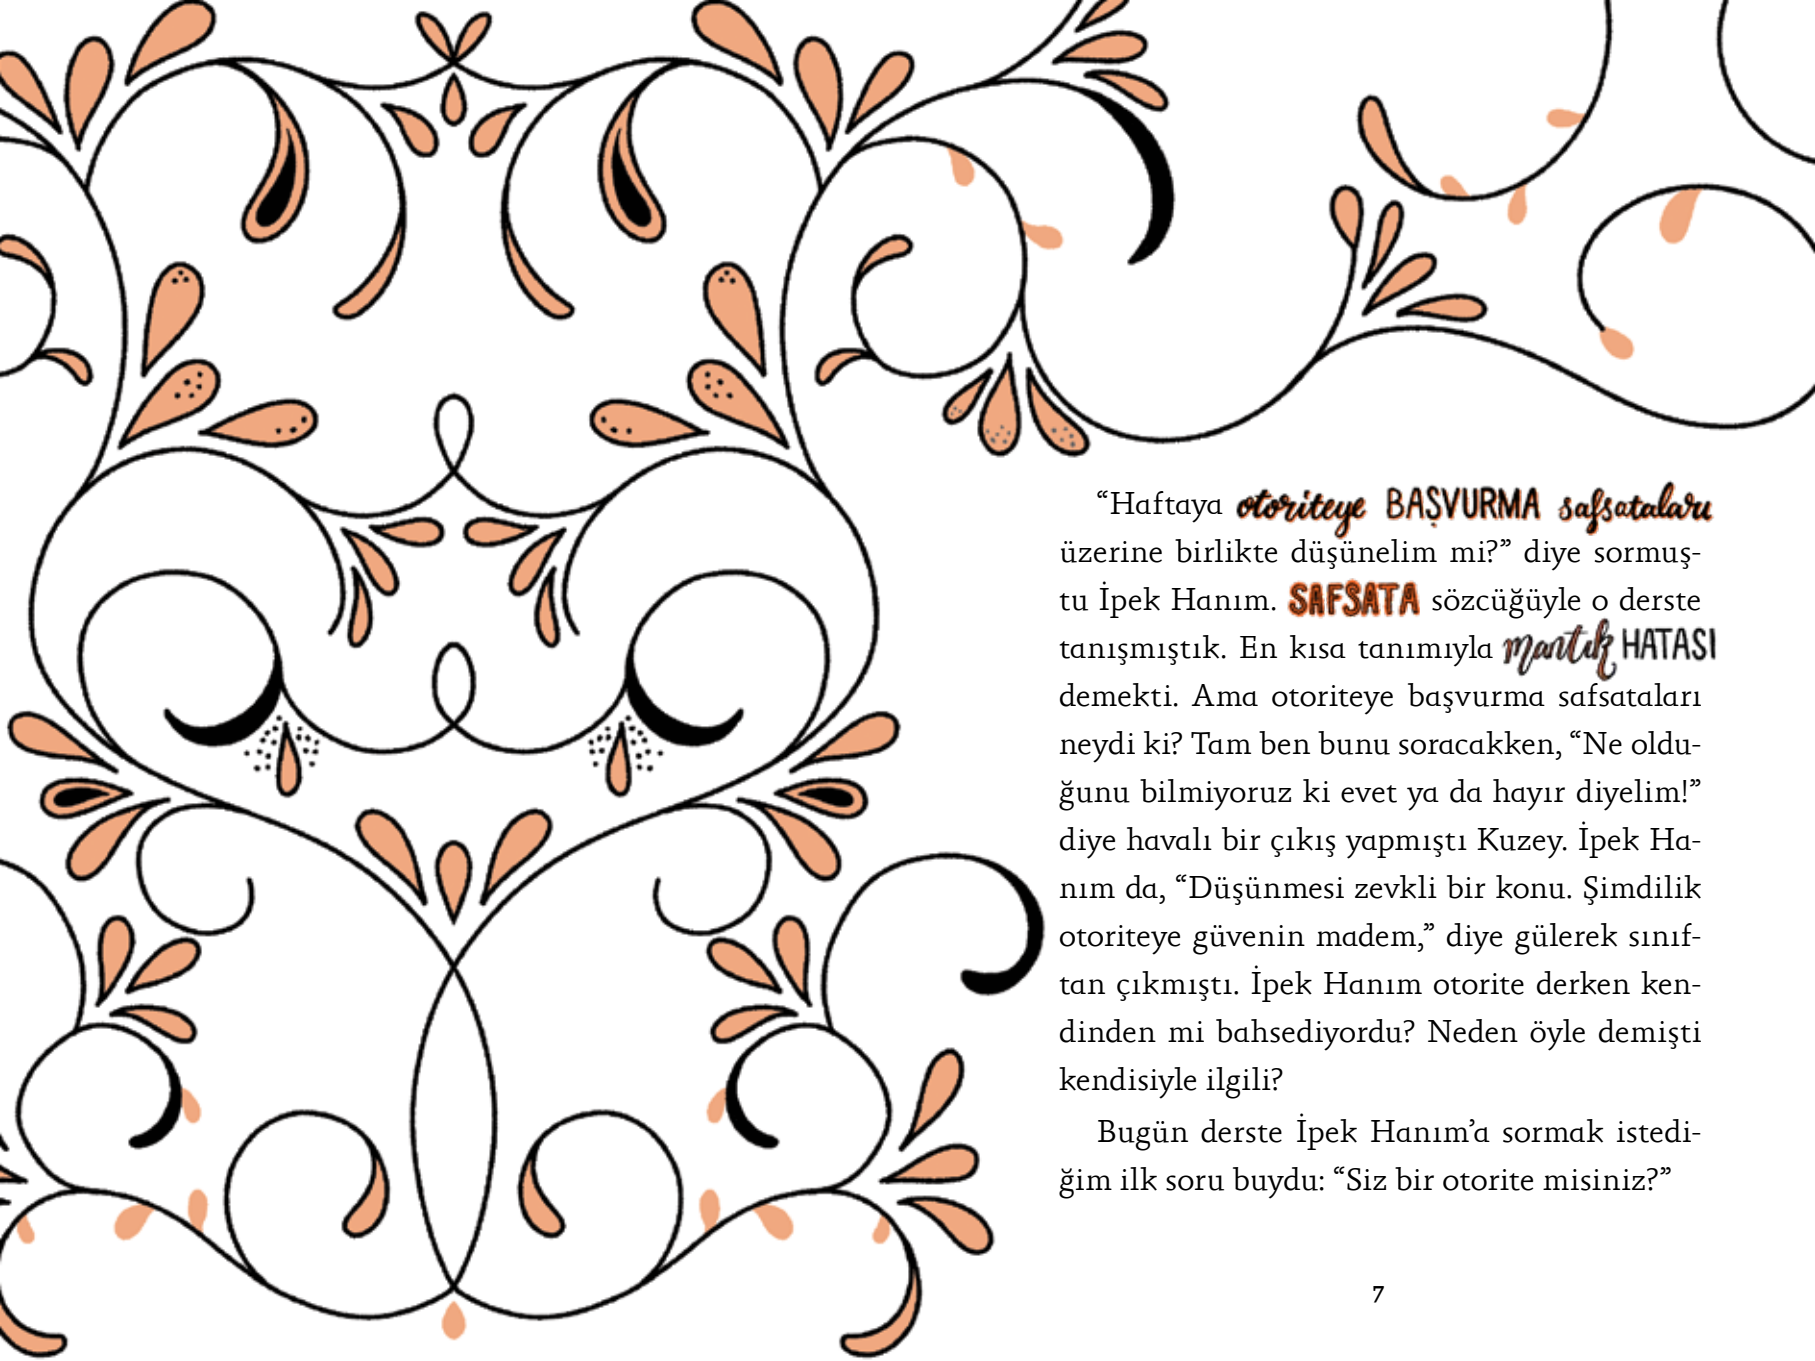 “Haftaya otoriteye BAŞVURMA safsataları
üzerine birlikte düşünelim mi?” diye sormuş-
tu İpek Hanım. SAFSATA sözcüğüyle o derste
tanışmıştık. En kısa tanımıyla mantık HATASI
demekti. Ama otoriteye başvurma safsataları
neydi ki? Tam ben bunu soracakken, “Ne oldu-
ğunu bilmiyoruz ki evet ya da hayır diyelim!”
diye havalı bir çıkış yapmıştı Kuzey. İpek Ha-
nım da, “Düşünmesi zevkli bir konu. Şimdilik
otoriteye güvenin madem,” diye gülerek sınıf-
tan çıkmıştı. İpek Hanım otorite derken ken-
dinden mi bahsediyordu? Neden öyle demişti
kendisiyle ilgili?
Bugün derste İpek Hanım’a sormak istedi-
ğim ilk soru buydu: “Siz bir otorite misiniz?”
7